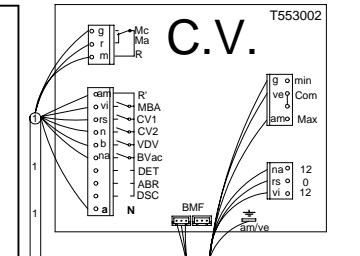 T553002
C.V.
g Mc
r Ma
m R
am R'
vi MBA
rs CV1
n CV2
b VDV
na BVac
DET
ABR
DSC
a N
g min
ve Com
am Max
na 12
rs 0
vi 12
BMF
am/ve
1
1
1